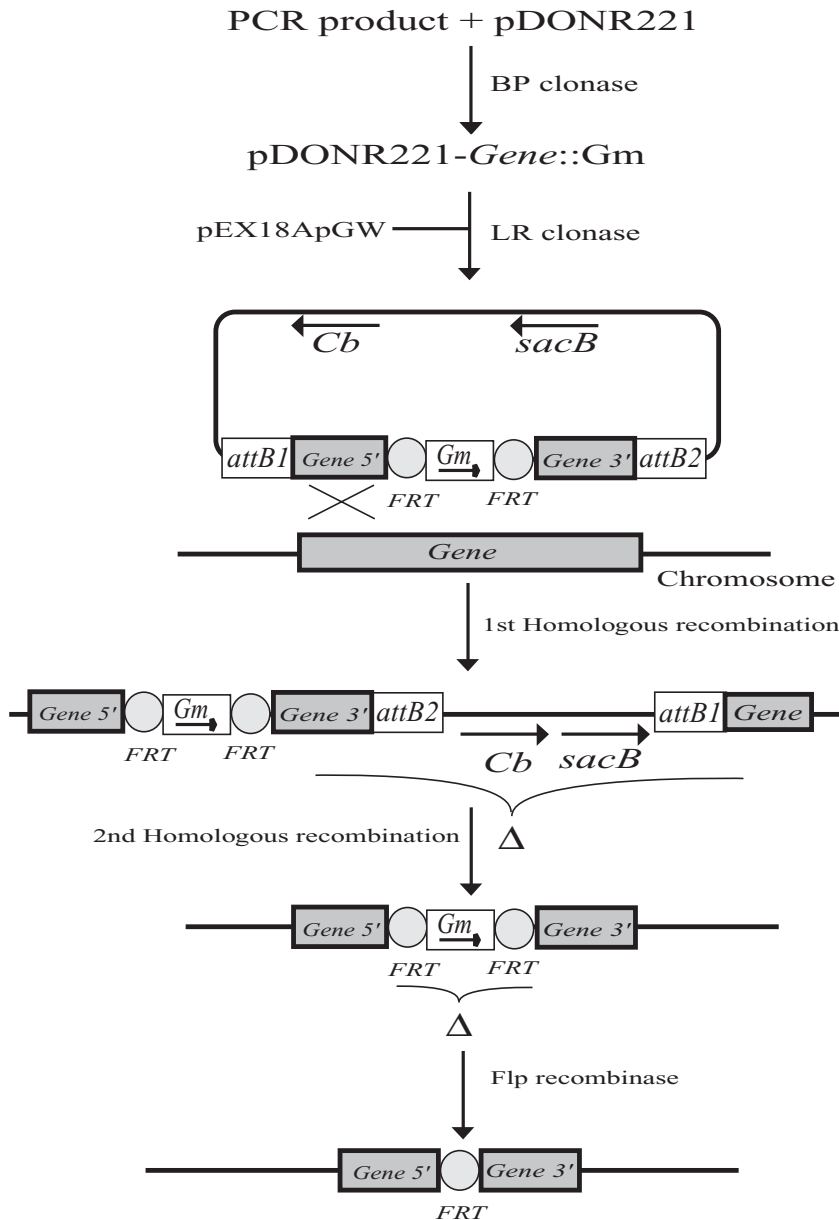 PCR product + pDONR221
BP clonase
pDONR221-Gene::Gm
pEX18ApGW
LR clonase
Cb
sacB
attB1
Gene 5'
Gm
Gene 3'
attB2
FRT
FRT
Gene
Chromosome
1st Homologous recombination
Gene 5'
Gm
Gene 3'
attB2
attB1
Gene
FRT
FRT
Cb
sacB
Δ
2nd Homologous recombination
Gene 5'
Gm
Gene 3'
FRT
FRT
Δ
Flp recombinase
Gene 5'
Gene 3'
FRT